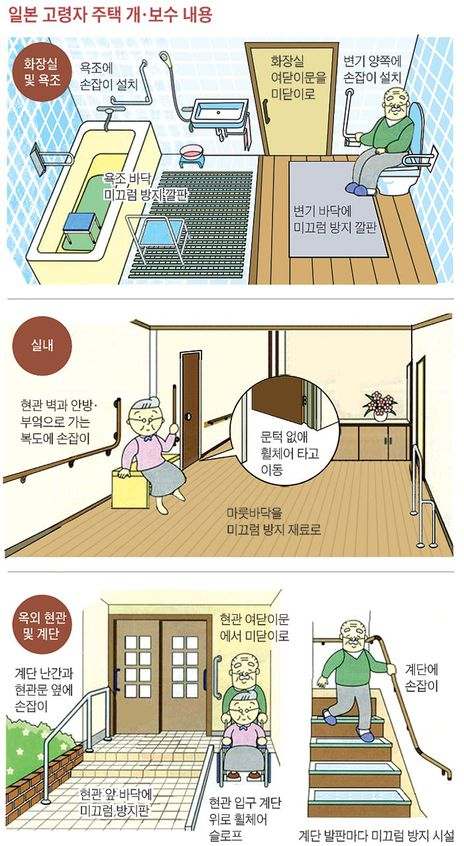 일본 고령자 주택 개·보수 내용
화장실
및 욕조
욕조에
손잡이 설치
화장실
여닫이문을
미닫이로
변기 양쪽에
손잡이 설치
욕조 바닥
미끄럼 방지 깔판
변기 바닥에
미끄럼 방지 깔판
실내
현관 벽과 안방·
부엌으로 가는
복도에 손잡이
문턱 없애
휠체어 타고
이동
마룻바닥을
미끄럼 방지 재료로
옥외 현관
및 계단
계단 난간과
현관문 옆에
손잡이
현관 여닫이문
에서 미닫이로
계단에
손잡이
현관 앞 바닥에
미끄럼 방지판
현관 입구 계단
위로 휠체어
슬로프
계단 발판마다 미끄럼 방지 시설